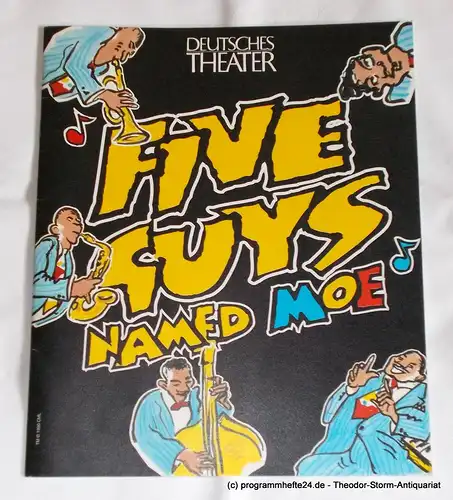 DEUTSCHES
THEATER
FIVE
GUYS
NAMED MOE
(c) programmhefte24.de - Theodor-Storm-Antiquariat